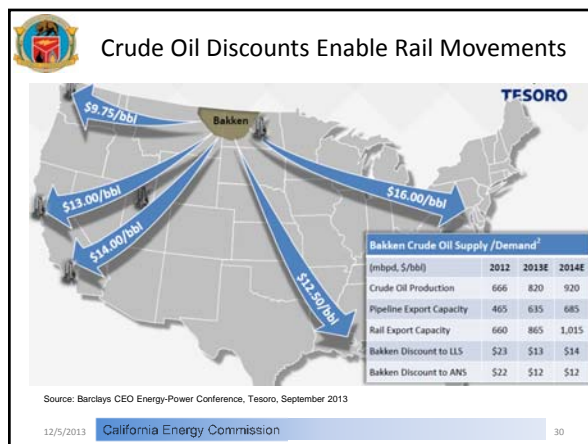 Crude Oil Discounts Enable Rail Movements
TESORO
$9.75/bbl
Bakken
$13.00/bbl
$14.00/bbl
$12.50/bbl
$16.00/bbl
Bakken Crude Oil Supply /Demand2
(mbpd, $/bbl) 2012 2013E 2014E
Crude Oil Production 666 820 920
Pipeline Export Capacity 465 635 685
Rail Export Capacity 660 865 1,015
Bakken Discount to LLS $23 $13 $14
Bakken Discount to ANS $22 $12 $12
Source: Barclays CEO Energy-Power Conference, Tesoro, September 2013
12/5/2013 California Energy Commission 30